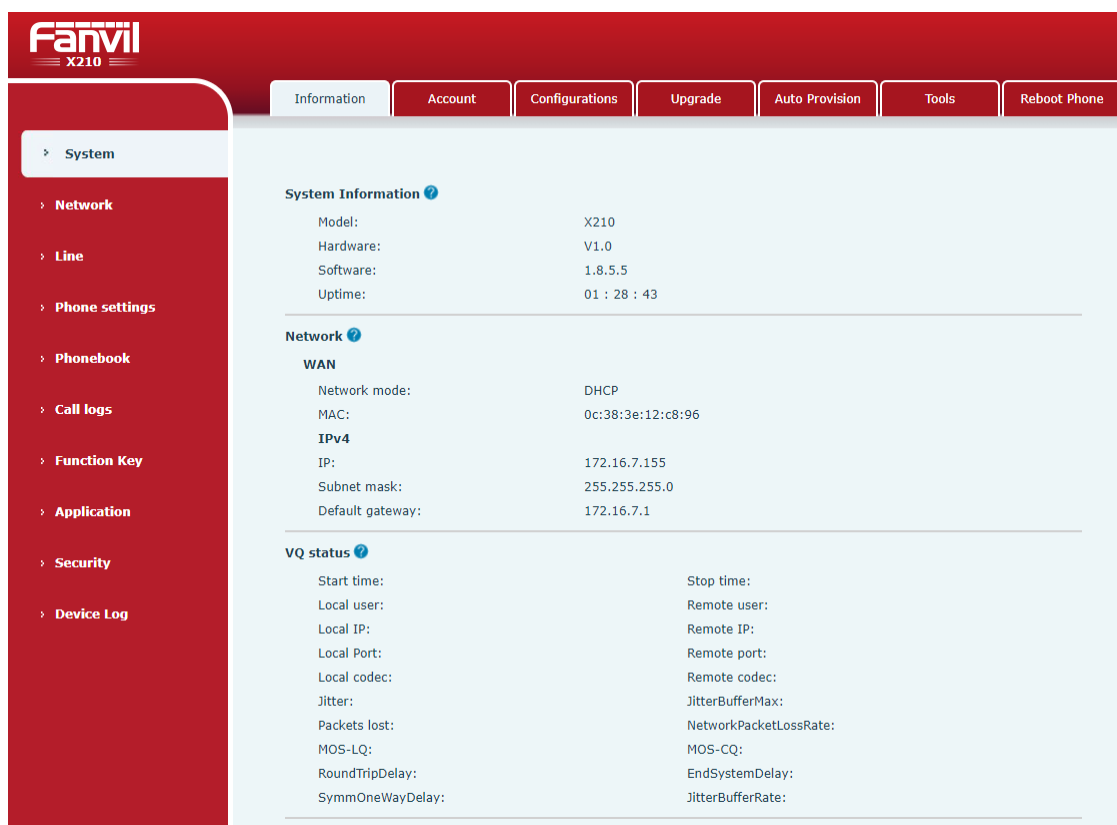 Fanvil
X210
Information Account Configurations Upgrade Auto Provision Tools Reboot Phone
System
Network
Line
Phone settings
Phonebook
Call logs
Function Key
Application
Security
Device Log
System Information ?
Model: X210
Hardware: V1.0
Software: 1.8.5.5
Uptime: 01 : 28 : 43
Network ?
WAN
Network mode: DHCP
MAC: 0c:38:3e:12:c8:96
IPv4
IP: 172.16.7.155
Subnet mask: 255.255.255.0
Default gateway: 172.16.7.1
VQ status ?
Start time: Stop time:
Local user: Remote user:
Local IP: Remote IP:
Local Port: Remote port:
Local codec: Remote codec:
Jitter: JitterBufferMax:
Packets lost: NetworkPacketLossRate:
MOS-LQ: MOS-CQ:
RoundTripDelay: EndSystemDelay:
SymmOneWayDelay: JitterBufferRate: